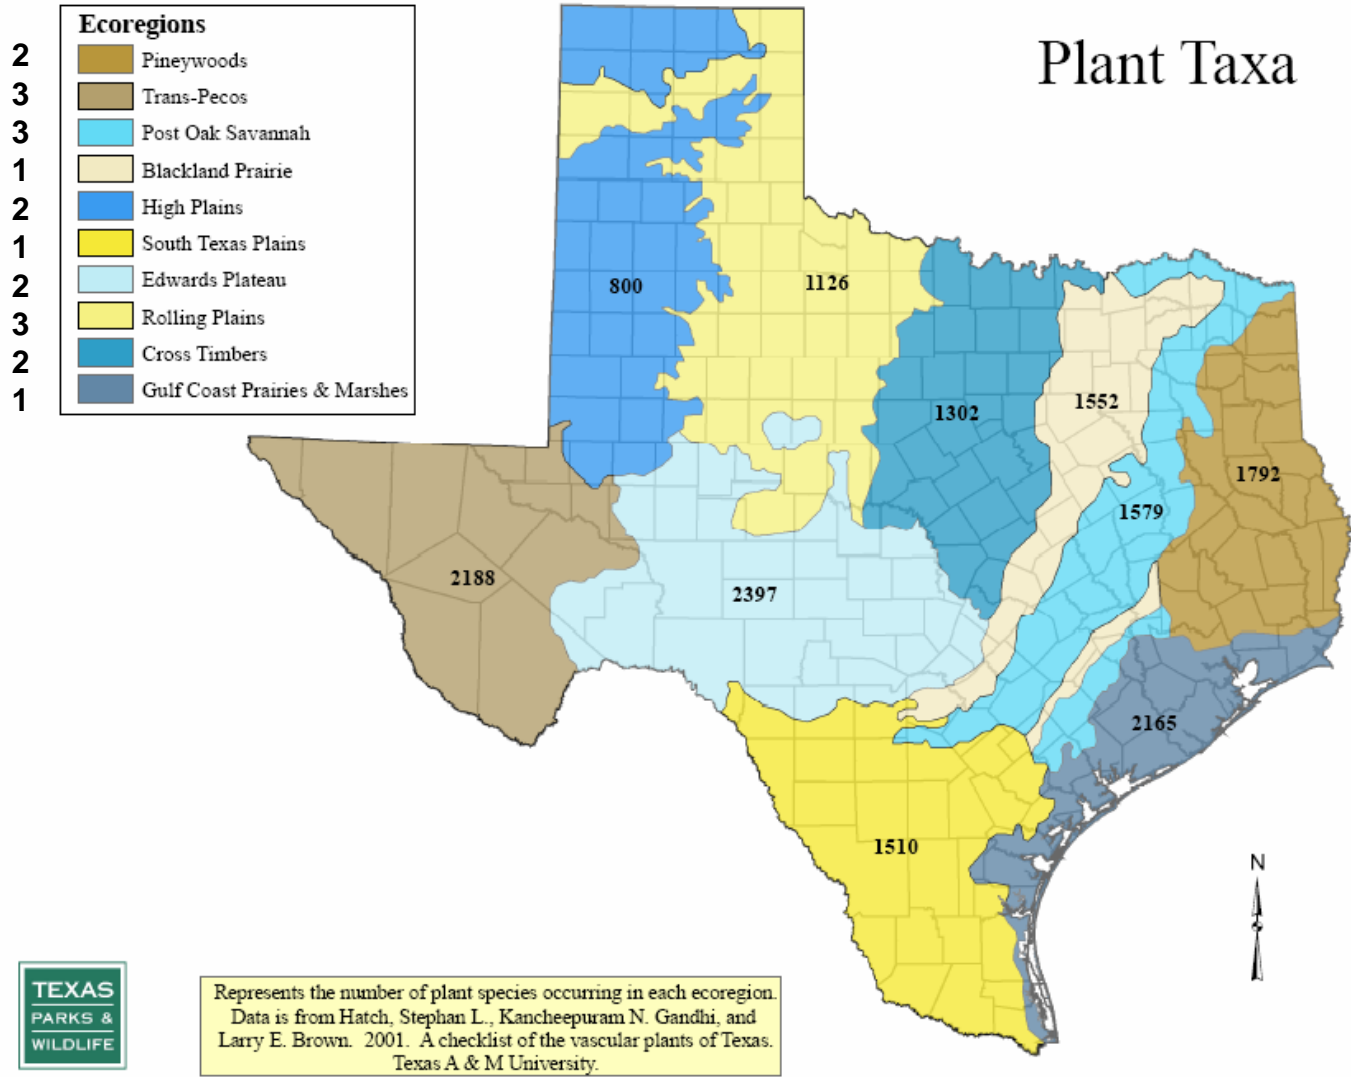 Ecoregions
Plant Taxa
2 Pineywoods
3 Trans-Pecos
3 Post Oak Savannah
1 Blackland Prairie
2 High Plains
1 South Texas Plains
2 Edwards Plateau
3 Rolling Plains
2 Cross Timbers
1 Gulf Coast Prairies & Marshes
800
1126
1302
1552
1792
1579
2188
2397
2165
1510
N
TEXAS
PARKS &
WILDLIFE
Represents the number of plant species occurring in each ecoregion.
Data is from Hatch, Stephan L., Kancheepuram N. Gandhi, and
Larry E. Brown. 2001. A checklist of the vascular plants of Texas.
Texas A & M University.